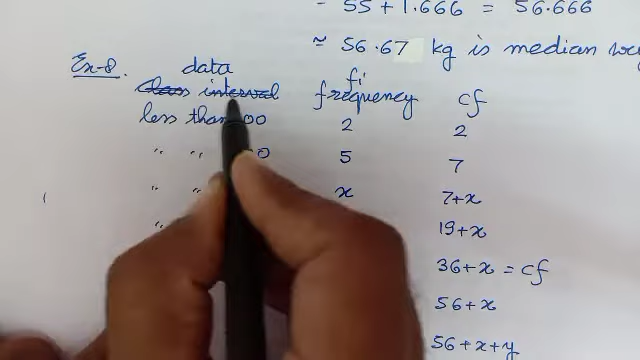 = 55 + 1.666 = 56.666
≈ 56.67 kg is median
Ex-8. data fi
class interval frequency cf
less than 2 2
" " 5 7
" " x 7+x
" 19+x
36+x = cf
56+x
56+x+y